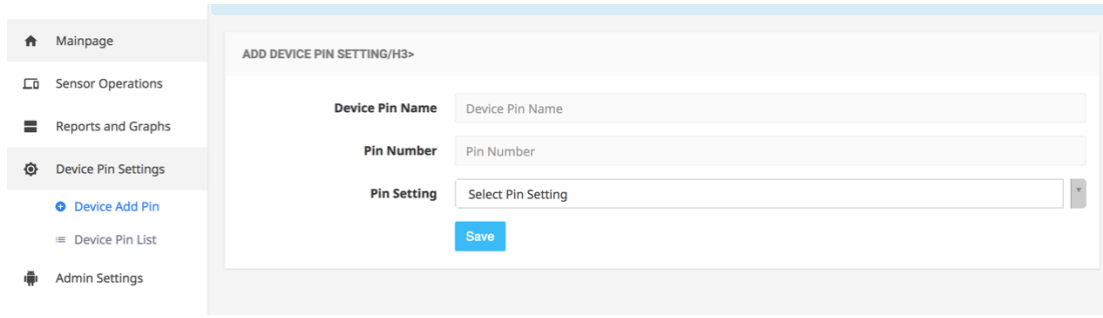 Mainpage
Sensor Operations
Reports and Graphs
Device Pin Settings
Device Add Pin
Device Pin List
Admin Settings
ADD DEVICE PIN SETTING/H3>
Device Pin Name Device Pin Name
Pin Number Pin Number
Pin Setting Select Pin Setting
Save